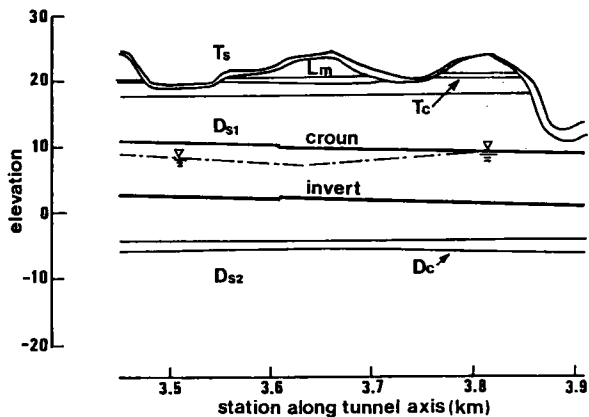 30
20
10
0
-10
-20
elevation
Ts
Lm
Tc
Ds1
croun
invert
Dc
Ds2
3.5
3.6
3.7
3.8
3.9
station along tunnel axis (km)